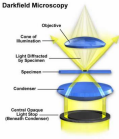 Darkfield Microscopy
Objective
Cone of
Illumination
Light Diffracted
by Specimen
Specimen
Condenser
Central Opaque
Light Stop
(Beneath Condenser)